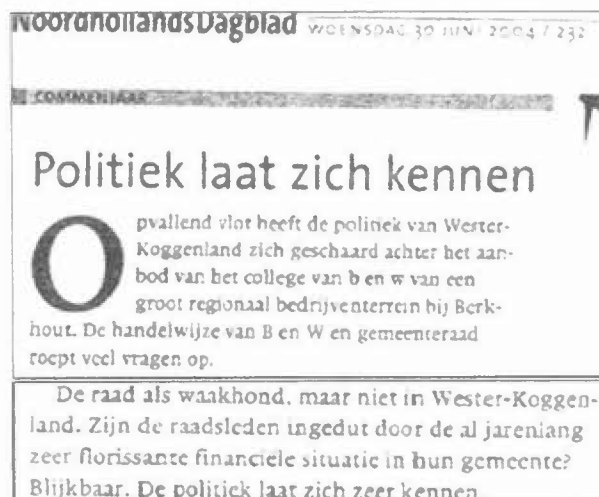 NoordhollandsDagblad WOENSDAG 30 JUNI 2004 / 232
COMMENTAAR
Politiek laat zich kennen
Opvallend vlot heeft de politiek van Wester-
Koggenland zich geschaard achter het aan-
bod van het college van b en w van een
groot regionaal bedrijventerrein bij Berk-
hout. De handelwijze van B en W en gemeenteraad
roept veel vragen op.
De raad als waakhond, maar niet in Wester-Koggen-
land. Zijn de raadsleden ingedut door de al jarenlang
zeer florissante financiele situatie in hun gemeente?
Blijkbaar. De politiek laat zich zeer kennen.